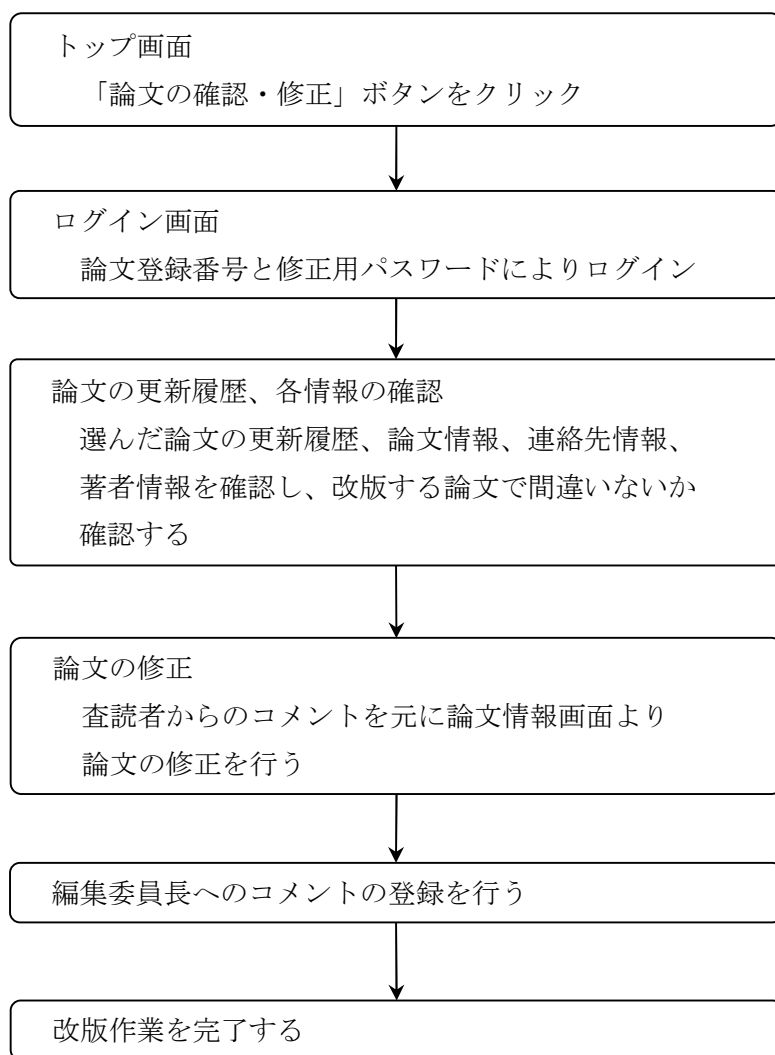 トップ画面
「論文の確認・修正」ボタンをクリック
ログイン画面
論文登録番号と修正用パスワードによりログイン
論文の更新履歴、各情報の確認
選んだ論文の更新履歴、論文情報、連絡先情報、
著者情報を確認し、改版する論文で間違いないか
確認する
論文の修正
査読者からのコメントを元に論文情報画面より
論文の修正を行う
編集委員長へのコメントの登録を行う
改版作業を完了する